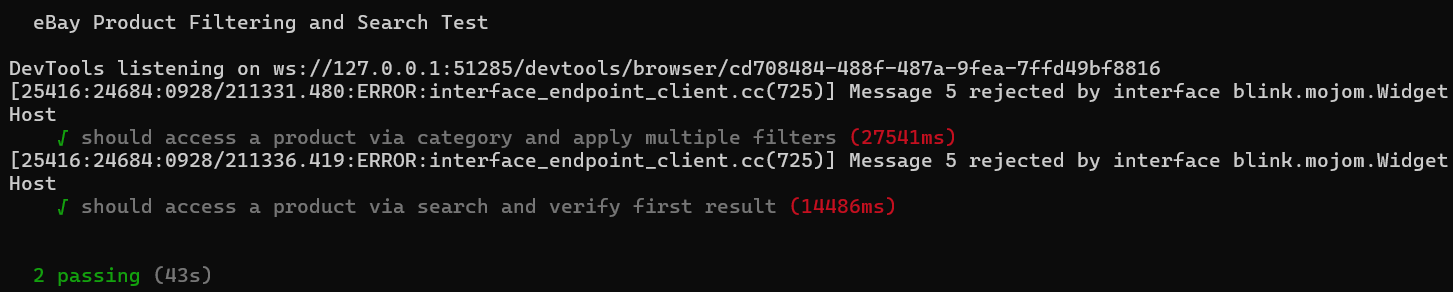 eBay Product Filtering and Search Test
DevTools listening on ws://127.0.0.1:51285/devtools/browser/cd708484-488f-487a-9fea-7ffd49bf8816
[25416:24684:0928/211331.480:ERROR:interface_endpoint_client.cc(725)] Message 5 rejected by interface blink.mojom.Widget
Host
√ should access a product via category and apply multiple filters (27541ms)
[25416:24684:0928/211336.419:ERROR:interface_endpoint_client.cc(725)] Message 5 rejected by interface blink.mojom.Widget
Host
√ should access a product via search and verify first result (14486ms)
2 passing (43s)